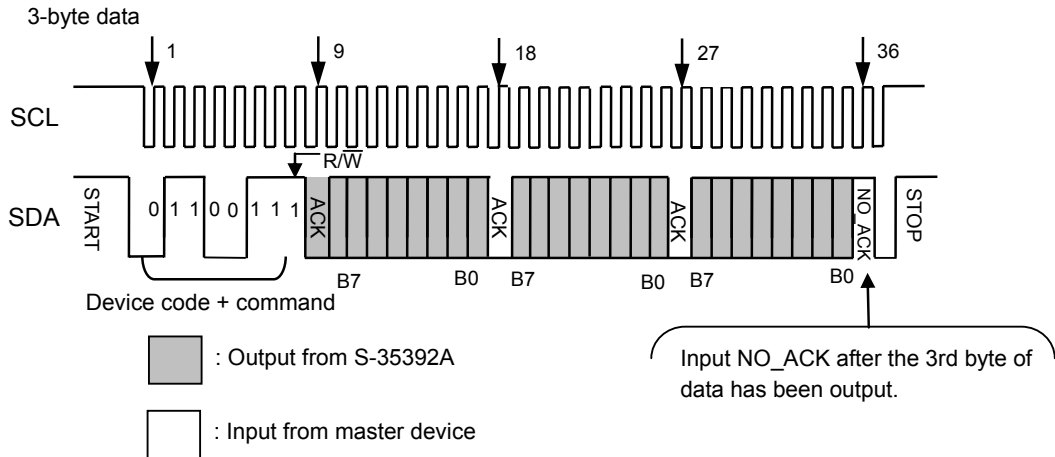 3-byte data
1 9 18 27 36
SCL
R/W̅
SDA
START 0 1 1 0 0 1 1 1 ACK ACK ACK NO_ACK STOP
B7 B0 B7 B0 B7 B0
Device code + command
: Output from S-35392A
: Input from master device
Input NO_ACK after the 3rd byte of
data has been output.